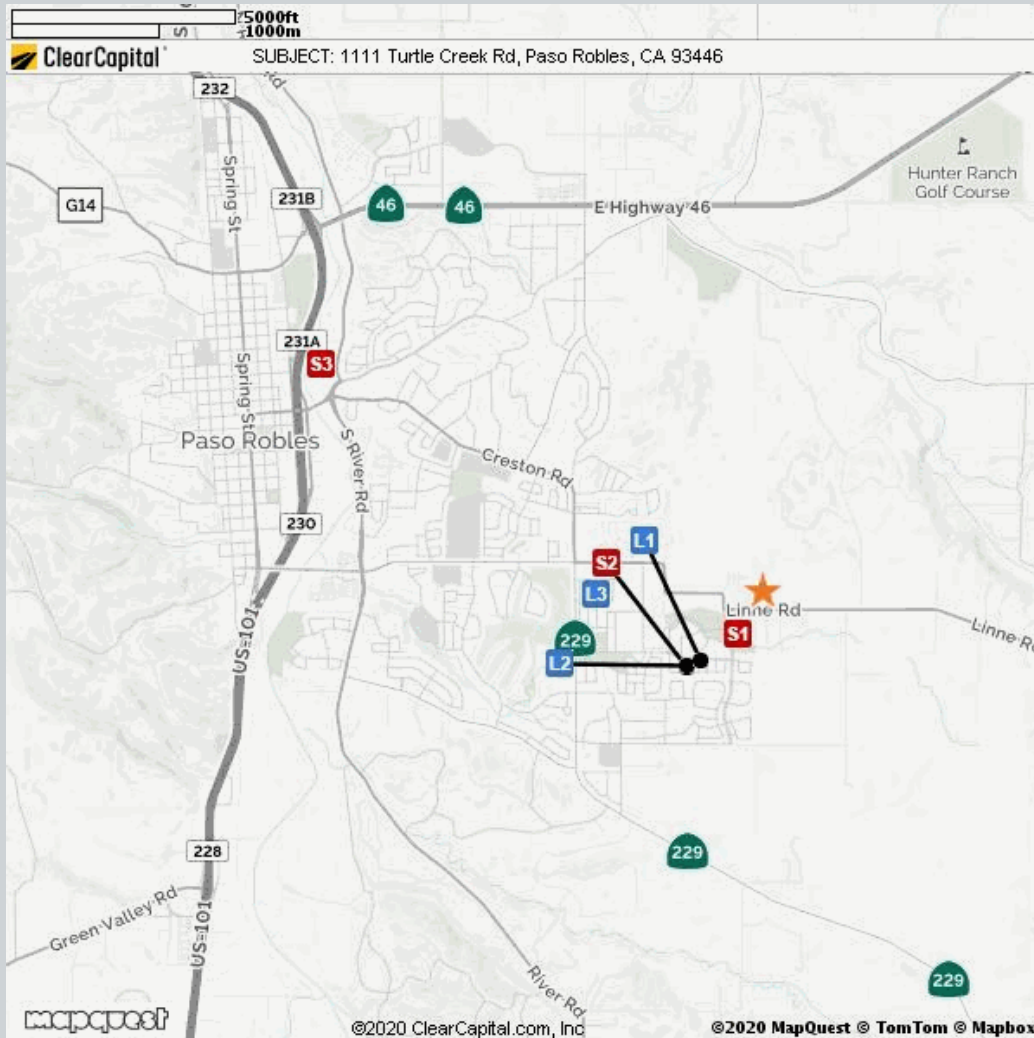 5000ft
1000m
ClearCapital SUBJECT: 1111 Turtle Creek Rd, Paso Robles, CA 93446
232
Hunter Ranch
Golf Course
Spring St
231B
G14
46
46
E Highway 46
231A
S3
Spring St
Paso Robles
S River Rd
Creston Rd
230
L1
S2
L3
Linne Rd
Linne Rd
S1
229
L2
US-101
229
228
Green Valley Rd
US-101
River Rd
229
mapquest
©2020 ClearCapital.com, Inc
©2020 MapQuest © TomTom © Mapbox